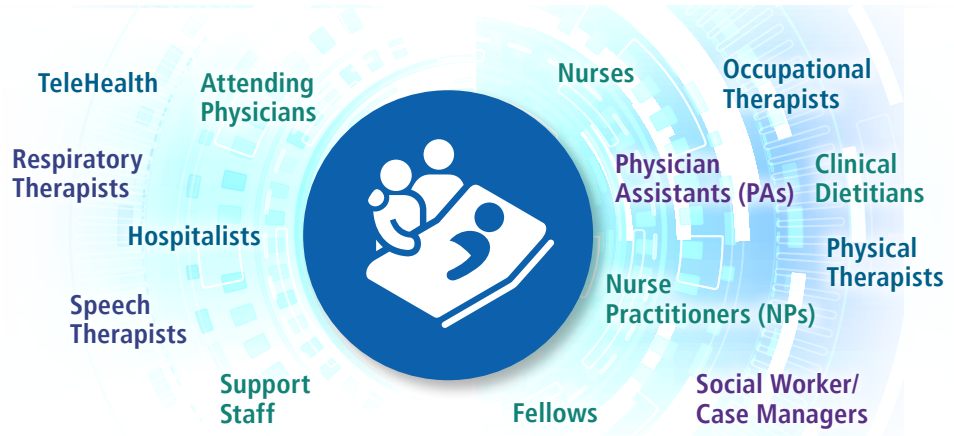 TeleHealth
Attending
Physicians
Nurses
Occupational
Therapists
Respiratory
Therapists
Physician
Assistants (PAs)
Clinical
Dietitians
Hospitalists
Physical
Therapists
Speech
Therapists
Nurse
Practitioners (NPs)
Support
Staff
Fellows
Social Worker/
Case Managers